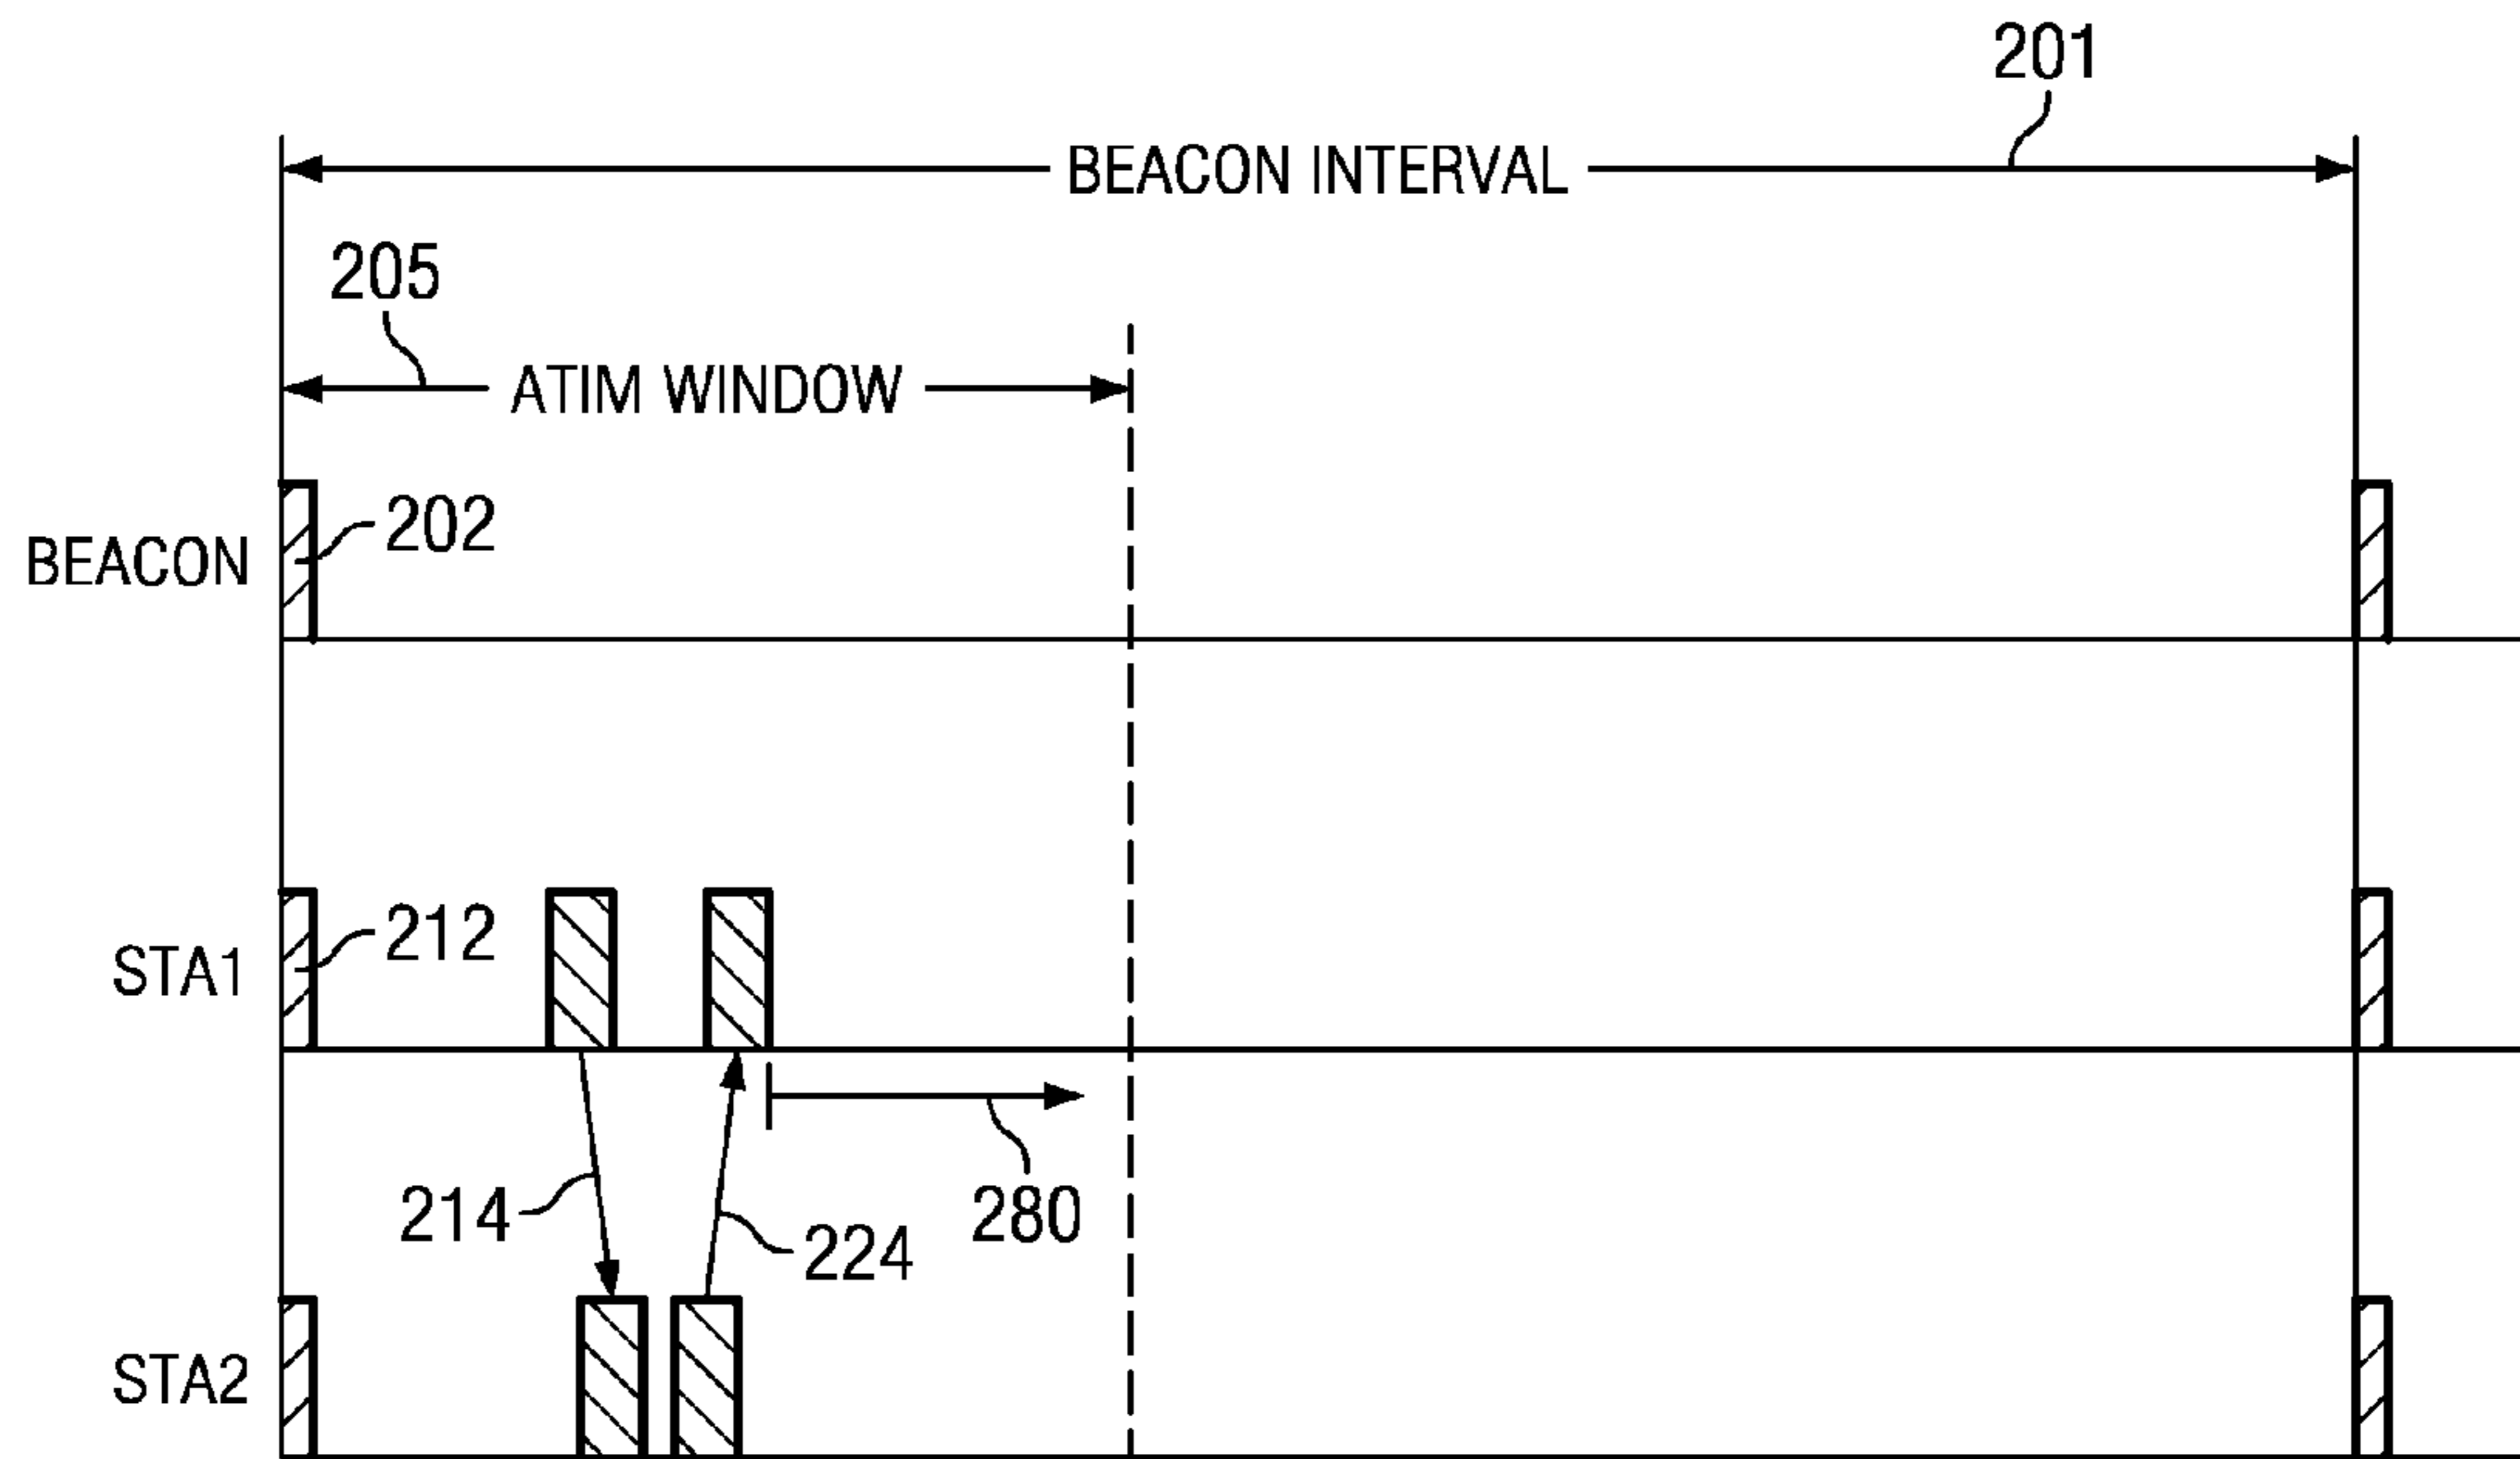 201
BEACON INTERVAL
205
ATIM WINDOW
202
BEACON
212
STA1
214
224
280
STA2